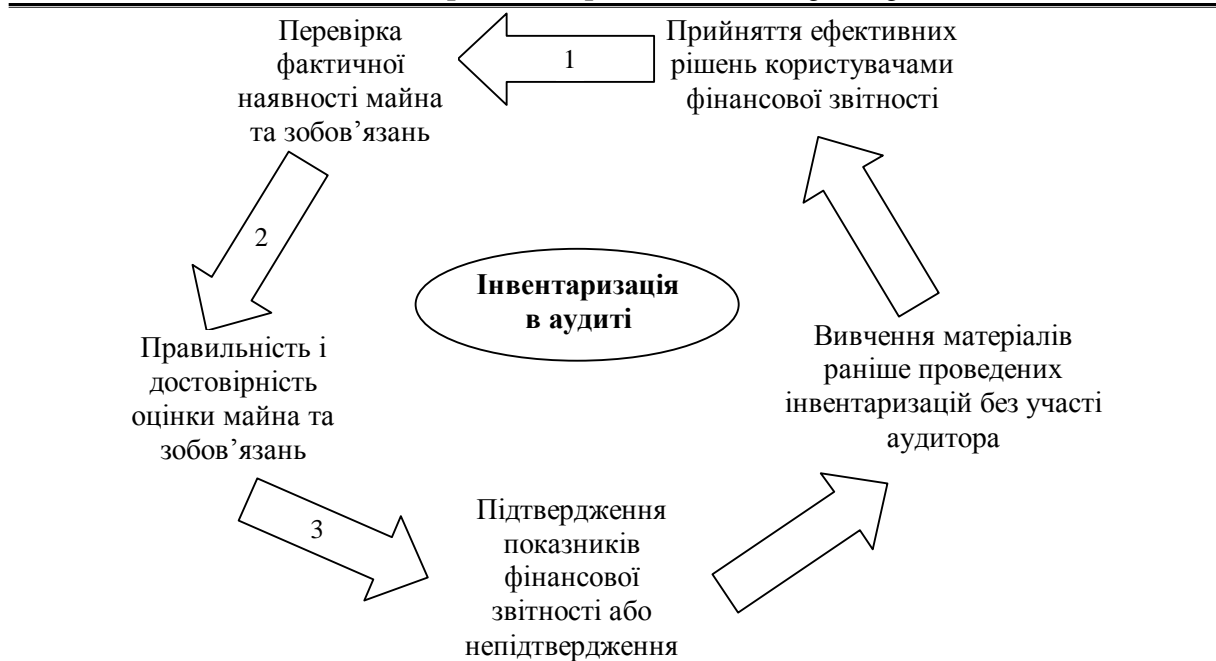 Перевірка
фактичної
наявності майна
та зобов’язань
1
Прийняття ефективних
рішень користувачами
фінансової звітності
2
Інвентаризація
в аудиті
Правильність і
достовірність
оцінки майна та
зобов’язань
Вивчення матеріалів
раніше проведених
інвентаризацій без участі
аудитора
3
Підтвердження
показників
фінансової
звітності або
непідтвердження